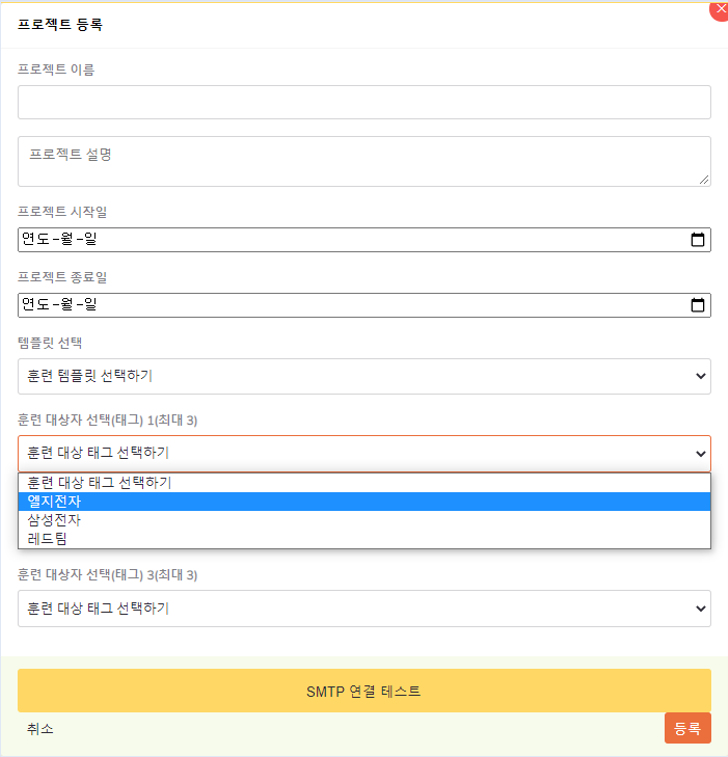 프로젝트 등록
프로젝트 이름
프로젝트 설명
프로젝트 시작일
연도-월-일
프로젝트 종료일
연도-월-일
템플릿 선택
훈련 템플릿 선택하기
훈련 대상자 선택(태그) 1(최대 3)
훈련 대상 태그 선택하기
훈련 대상 태그 선택하기
엘지전자
삼성전자
레드팀
훈련 대상자 선택(태그) 3(최대 3)
훈련 대상 태그 선택하기
SMTP 연결 테스트
취소 등록